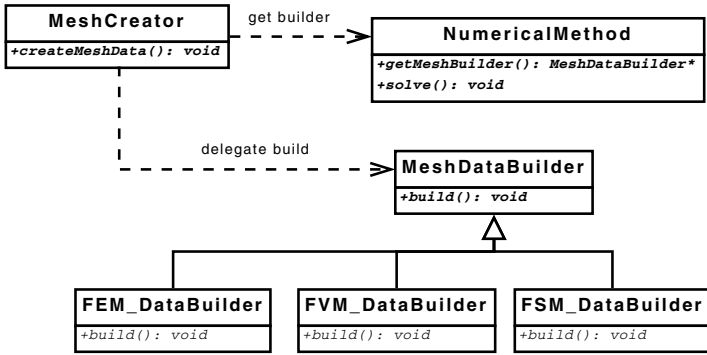 MeshCreator
+createMeshData(): void
get builder
NumericalMethod
+getMeshBuilder(): MeshDataBuilder*
+solve(): void
delegate build
MeshDataBuilder
+build(): void
FEM_DataBuilder
+build(): void
FVM_DataBuilder
+build(): void
FSM_DataBuilder
+build(): void